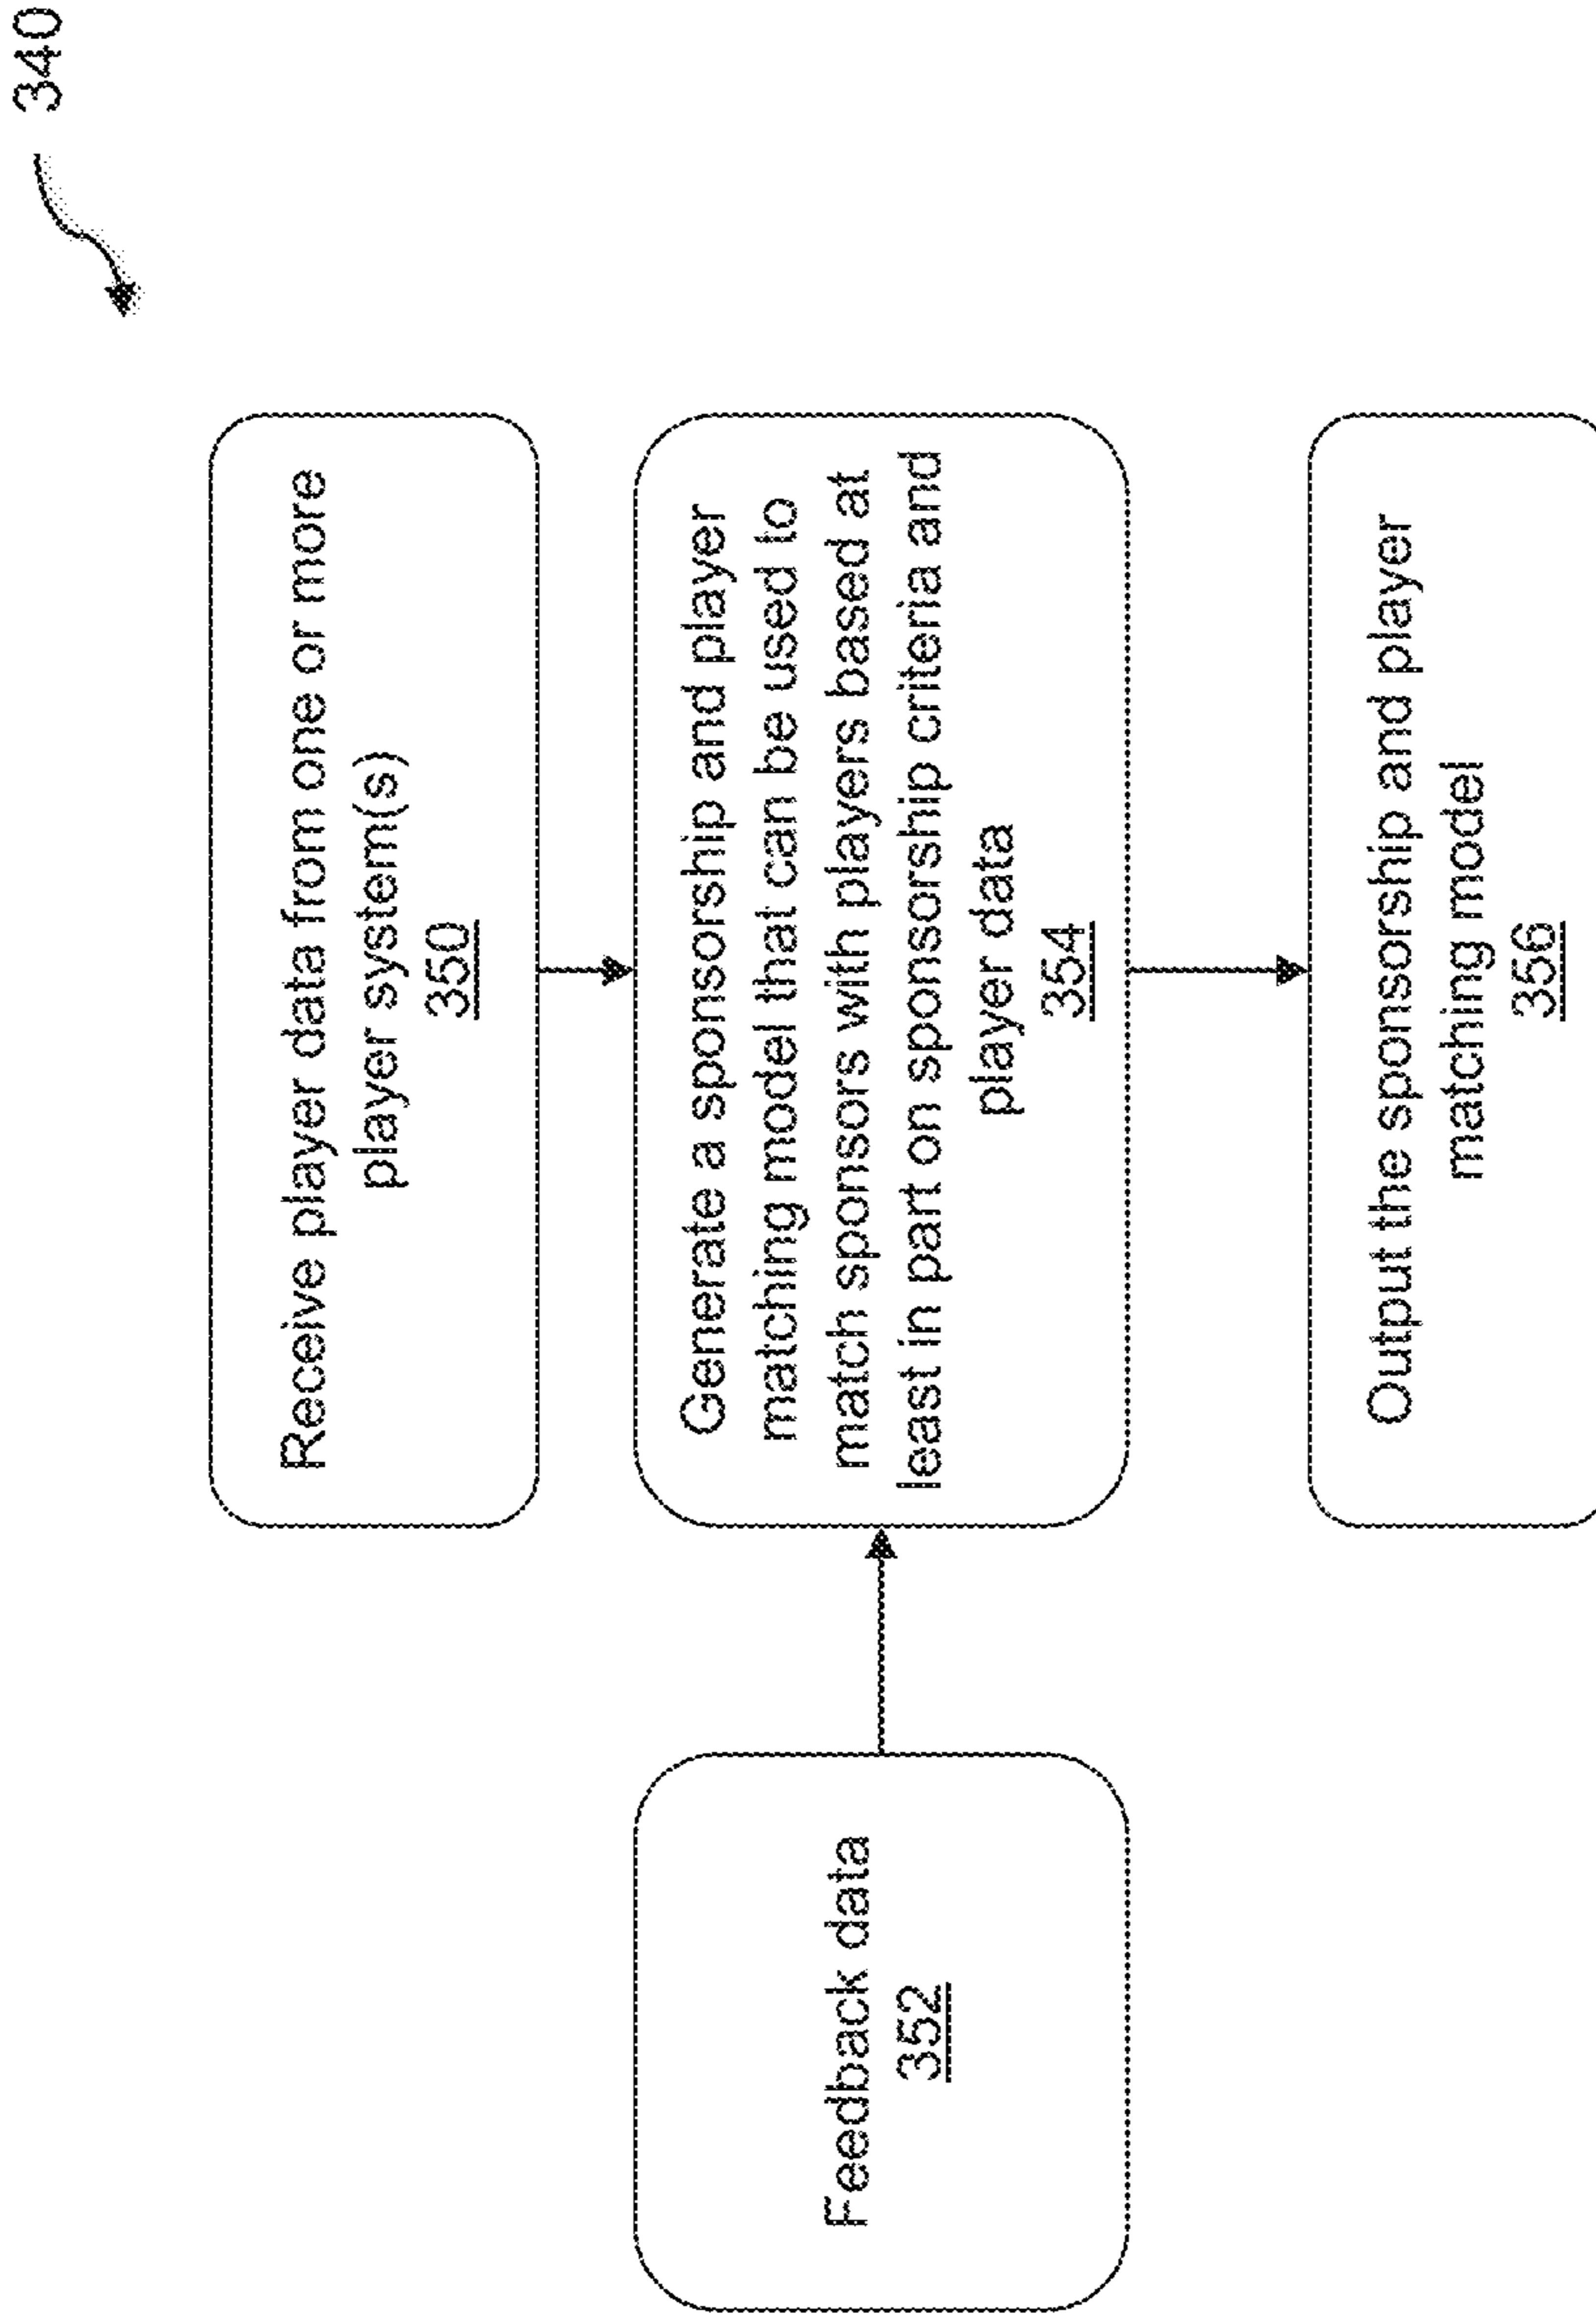 340
Receive player data from one or more
player system(s)
350
Feedback data
352
Generate a sponsorship and player
matching model that can be used to
match sponsors with players based at
least in part on sponsorship criteria and
player data
354
Output the sponsorship and player
matching model
356